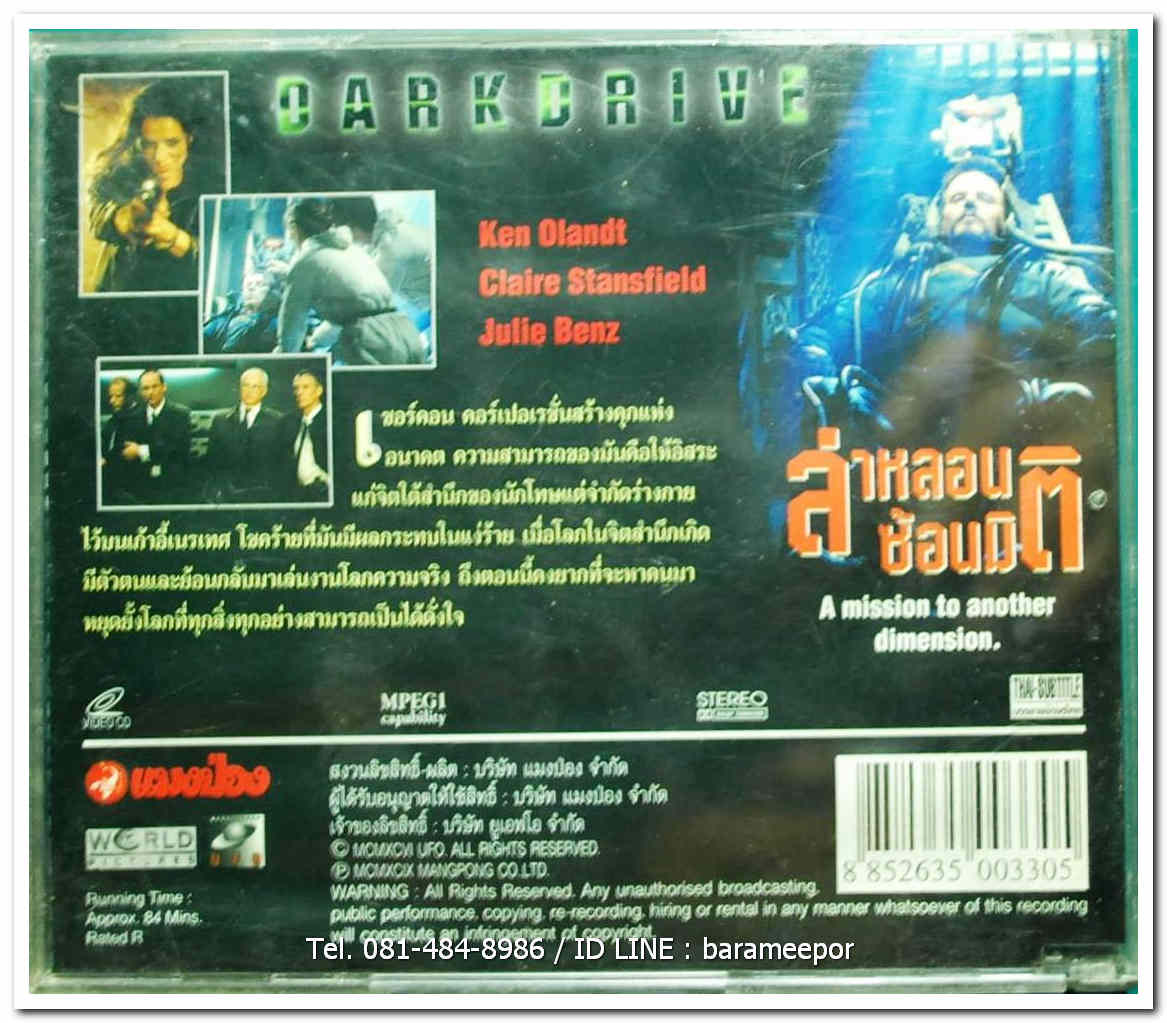 DARKDRIVE
Ken Olandt
Claire Stansfield
Julie Benz
เซอร์คอน คอร์เปอเรชั่นสร้างคุกแห่ง
อนาคต ความสามารถของมันคือให้อิสระ
แก่จิตใต้สำนึกของนักโทษแต่จำกัดร่างกาย
ไว้บนเก้าอี้เนรเทศ โชคร้ายที่มันมีผลกระทบในแง่ร้าย เมื่อโลกในจิตสำนึกเกิด
มีตัวตนและย้อนกลับมาเล่นงานโลกความจริง ถึงตอนนี้คงยากที่จะหาคนมา
หยุดยั้งโลกที่ทุกสิ่งทุกอย่างสามารถเป็นได้ดั่งใจ
ล่าหลอน
ซ้อนมิติ
A mission to another
dimension.
VIDEO CD
MPEG1
capability
STEREO
THAI-SUBTITLE
แมงป่อง
WORLD
PICTURES
UFO
Running Time :
Approx. 84 Mins.
Rated R
สงวนลิขสิทธิ์-ผลิต : บริษัท แมงป่อง จำกัด
ผู้ได้รับอนุญาตให้ใช้สิทธิ์ : บริษัท แมงป่อง จำกัด
เจ้าของลิขสิทธิ์ : บริษัท ยูเอฟโอ จำกัด
© MCMXCVI UFO. ALL RIGHTS RESERVED.
Ⓟ MCMXCIX MANGPONG CO.LTD.
WARNING : All Rights Reserved. Any unauthorised broadcasting,
public performance, copying, re-recording, hiring or rental in any manner whatsoever of this recording
will constitute an infringement of copyright.
8 852635 003305
Tel. 081-484-8986 / ID LINE : barameepor